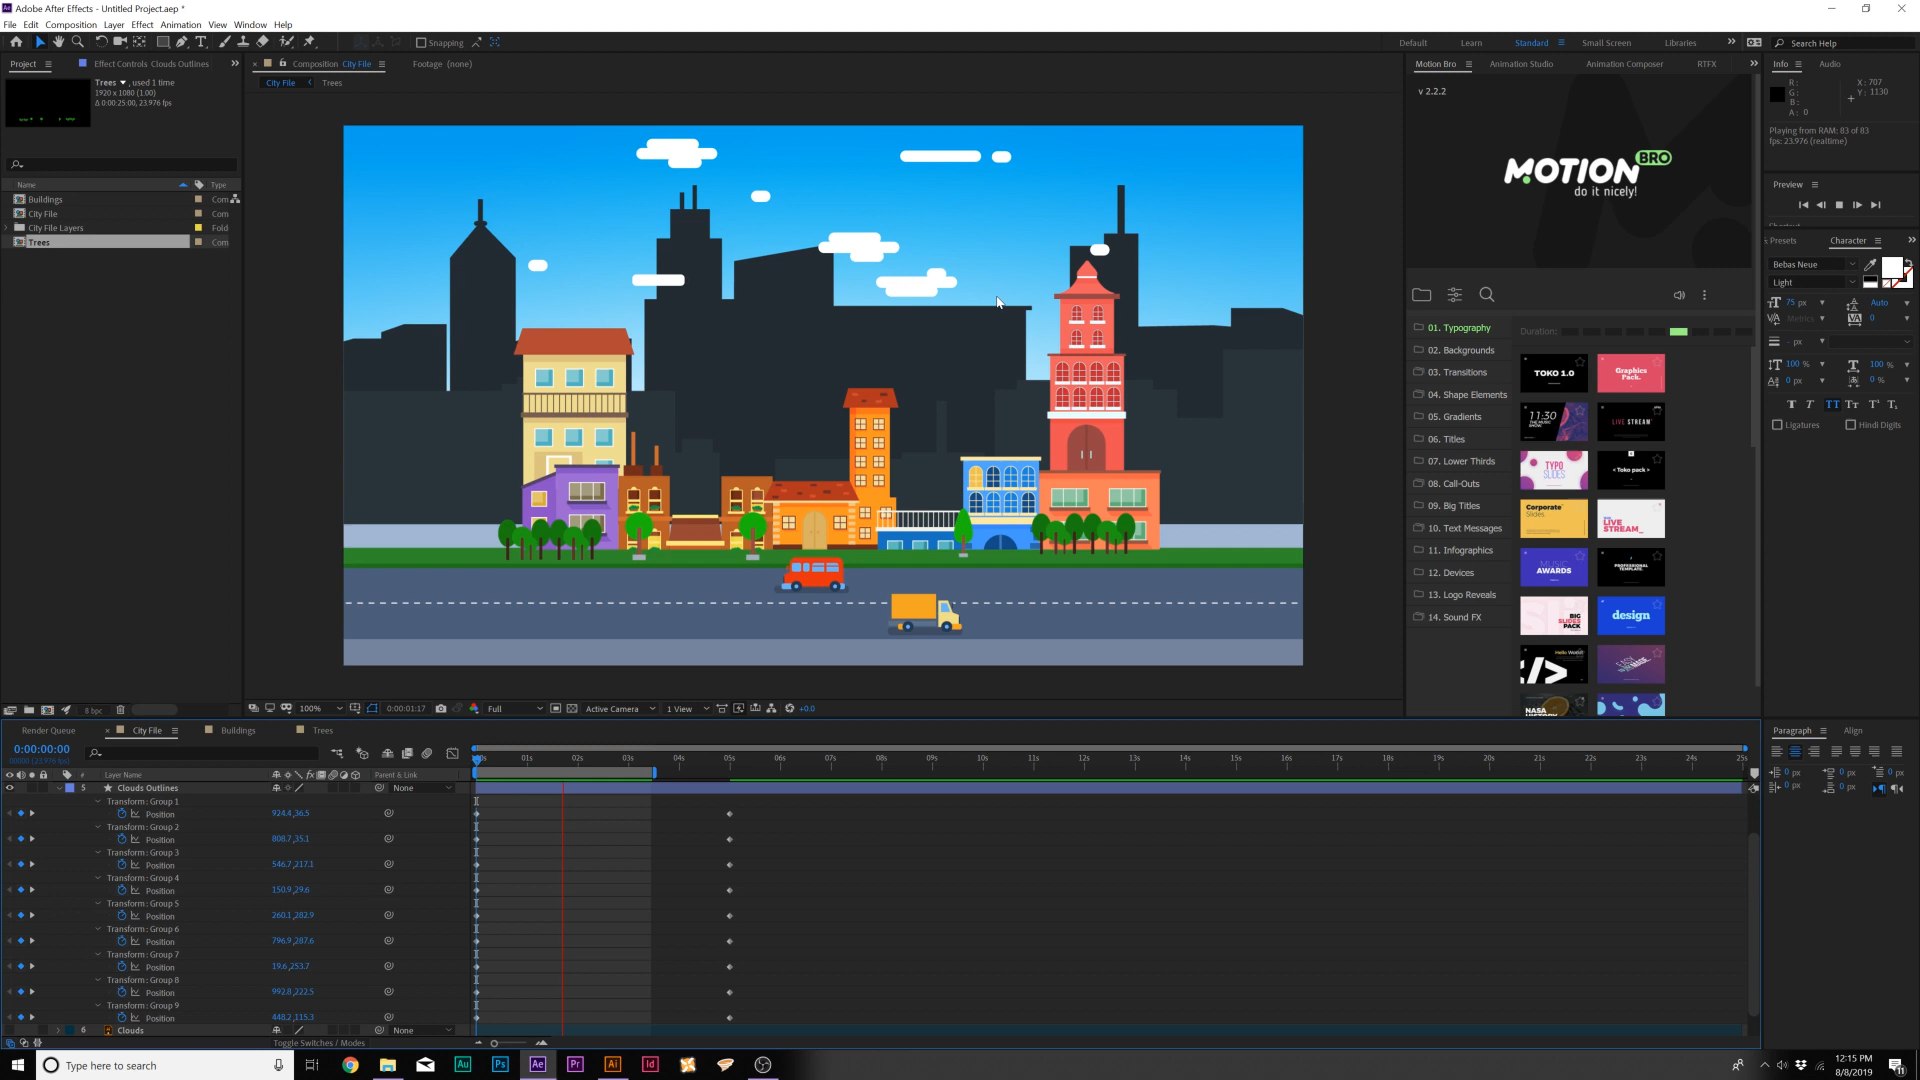 Adobe After Effects - Untitled Project.aep *
File Edit Composition Layer Effect Animation View Window Help
Snapping
Default Learn Standard Small Screen Libraries Search Help
Project Effect Controls Clouds Outlines
Composition City File Footage (none)
Motion Bro Animation Studio Animation Composer RTFX
Info Audio
Trees , used 1 time
1920 x 1080 (1.00)
Δ 0:00:25:00, 23.976 fps
City File Trees
v 2.2.2
R:
G:
B:
A: 0
X: 707
Y: 1130
Playing from RAM: 83 of 83
fps: 23.976 (realtime)
MOTION BRO
do it nicely!
Preview
Presets Character
Bebas Neue
Light
75 px Auto
Metrics 0
- px
100 % 100 %
0 px 0 %
Ligatures Hindi Digits
Name Type
Buildings Com
City File Com
City File Layers Fold
Trees Com
Duration:
01. Typography
02. Backgrounds
03. Transitions
04. Shape Elements
05. Gradients
06. Titles
07. Lower Thirds
08. Call-Outs
09. Big Titles
10. Text Messages
11. Infographics
12. Devices
13. Logo Reveals
14. Sound FX
TOKO 1.0
Graphics Pack.
11:30
LIVE STREAM
TYPO SLIDES
< Toko pack >
Corporate Slides.
LIVE STREAM_
MUSIC AWARDS
PROFESSIONAL TEMPLATE.
BIG SLIDES PACK
design
Hello World!
</>
8 bpc
100% 0:00:01:17 Full Active Camera 1 View +0.0
Render Queue City File Buildings Trees
0:00:00:00
00000 (23.976 fps)
01s 02s 03s 04s 05s 06s 07s 08s 09s 10s 11s 12s 13s 14s 15s 16s 17s 18s 19s 20s 21s 22s 23s 24s 25s
# Layer Name Parent & Link
5 Clouds Outlines None
Transform: Group 1
Position 924.4,36.5
Transform: Group 2
Position 808.7,35.1
Transform: Group 3
Position 546.7,217.1
Transform: Group 4
Position 150.9,29.6
Transform: Group 5
Position 260.1,282.9
Transform: Group 6
Position 796.9,287.6
Transform: Group 7
Position 19.6,253.7
Transform: Group 8
Position 992.8,222.5
Transform: Group 9
Position 448.2,115.3
6 Clouds None
Toggle Switches / Modes
Paragraph Align
0 px 0 px 0 px
0 px 0 px
Type here to search
Au Ps Ae Pr Ai Id
12:15 PM
8/8/2019
11